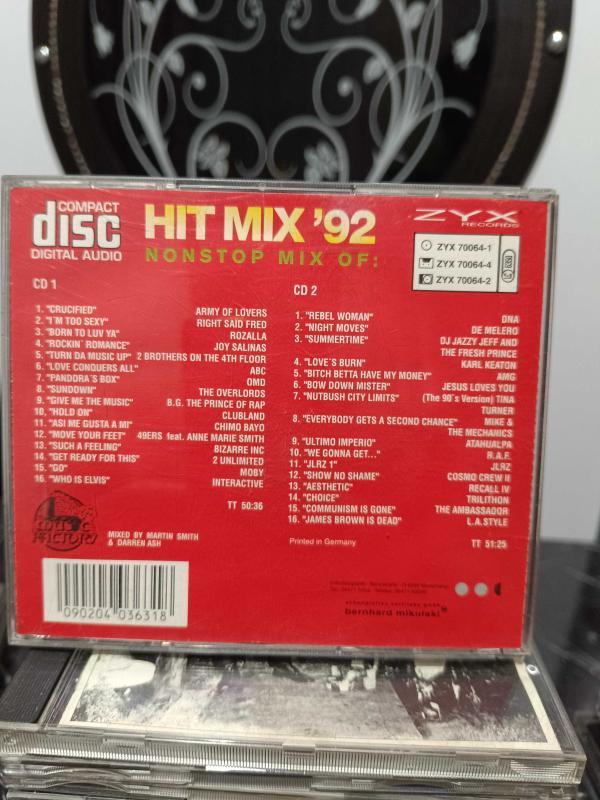 COMPACT
disc
DIGITAL AUDIO
HIT MIX '92
NONSTOP MIX OF:
ZYX
RECORDS
ZYX 70064-1
ZYX 70064-4
ZYX 70064-2
CD 1
1. "CRUCIFIED" ARMY OF LOVERS
2. "I´M TOO SEXY" RIGHT SAID FRED
3. "BORN TO LUV YA" ROZALLA
4. "ROCKIN´ ROMANCE" JOY SALINAS
5. "TURN DA MUSIC UP" 2 BROTHERS ON THE 4TH FLOOR
6. "LOVE CONQUERS ALL" ABC
7. "PANDORA´S BOX" OMD
8. "SUNDOWN" THE OVERLORDS
9. "GIVE ME THE MUSIC" B.G. THE PRINCE OF RAP
10. "HOLD ON" CLUBLAND
11. "ASI ME GUSTA A MI) CHIMO BAYO
12. "MOVE YOUR FEET" 49ERS feat. ANNE MARIE SMITH
13. "SUCH A FEELING" BIZARRE INC
14. "GET READY FOR THIS" 2 UNLIMITED
15. "GO" MOBY
16. "WHO IS ELVIS" INTERACTIVE
TT 50:36
CD 2
1. "REBEL WOMAN" DNA
2. "NIGHT MOVES" DE MELERO
3. "SUMMERTIME" DJ JAZZY JEFF AND
THE FRESH PRINCE
4. "LOVE´S BURN" KARL KEATON
5. "BITCH BETTA HAVE MY MONEY" AMG
6. "BOW DOWN MISTER" JESUS LOVES YOU
7. "NUTBUSH CITY LIMITS" (The 90´s Version) TINA
TURNER
8. "EVERYBODY GETS A SECOND CHANCE" MIKE &
THE MECHANICS
9. "ULTIMO IMPERIO" ATAHUALPA
10. "WE GONNA GET..." R.A.F.
11. "JLRZ 1" JLRZ
12. "SHOW NO SHAME" COSMO CREW II
13. "AESTHETIC" RECALL IV
14. "CHOICE" TRILITHON
15. "COMMUNISM IS GONE" THE AMBASSADOR
16. "JAMES BROWN IS DEAD" L.A.STYLE
Printed in Germany TT 51:25
music
FACTORY
MIXED BY MARTIN SMITH
& DARREN ASH
090204 036318
bernhard mikulski